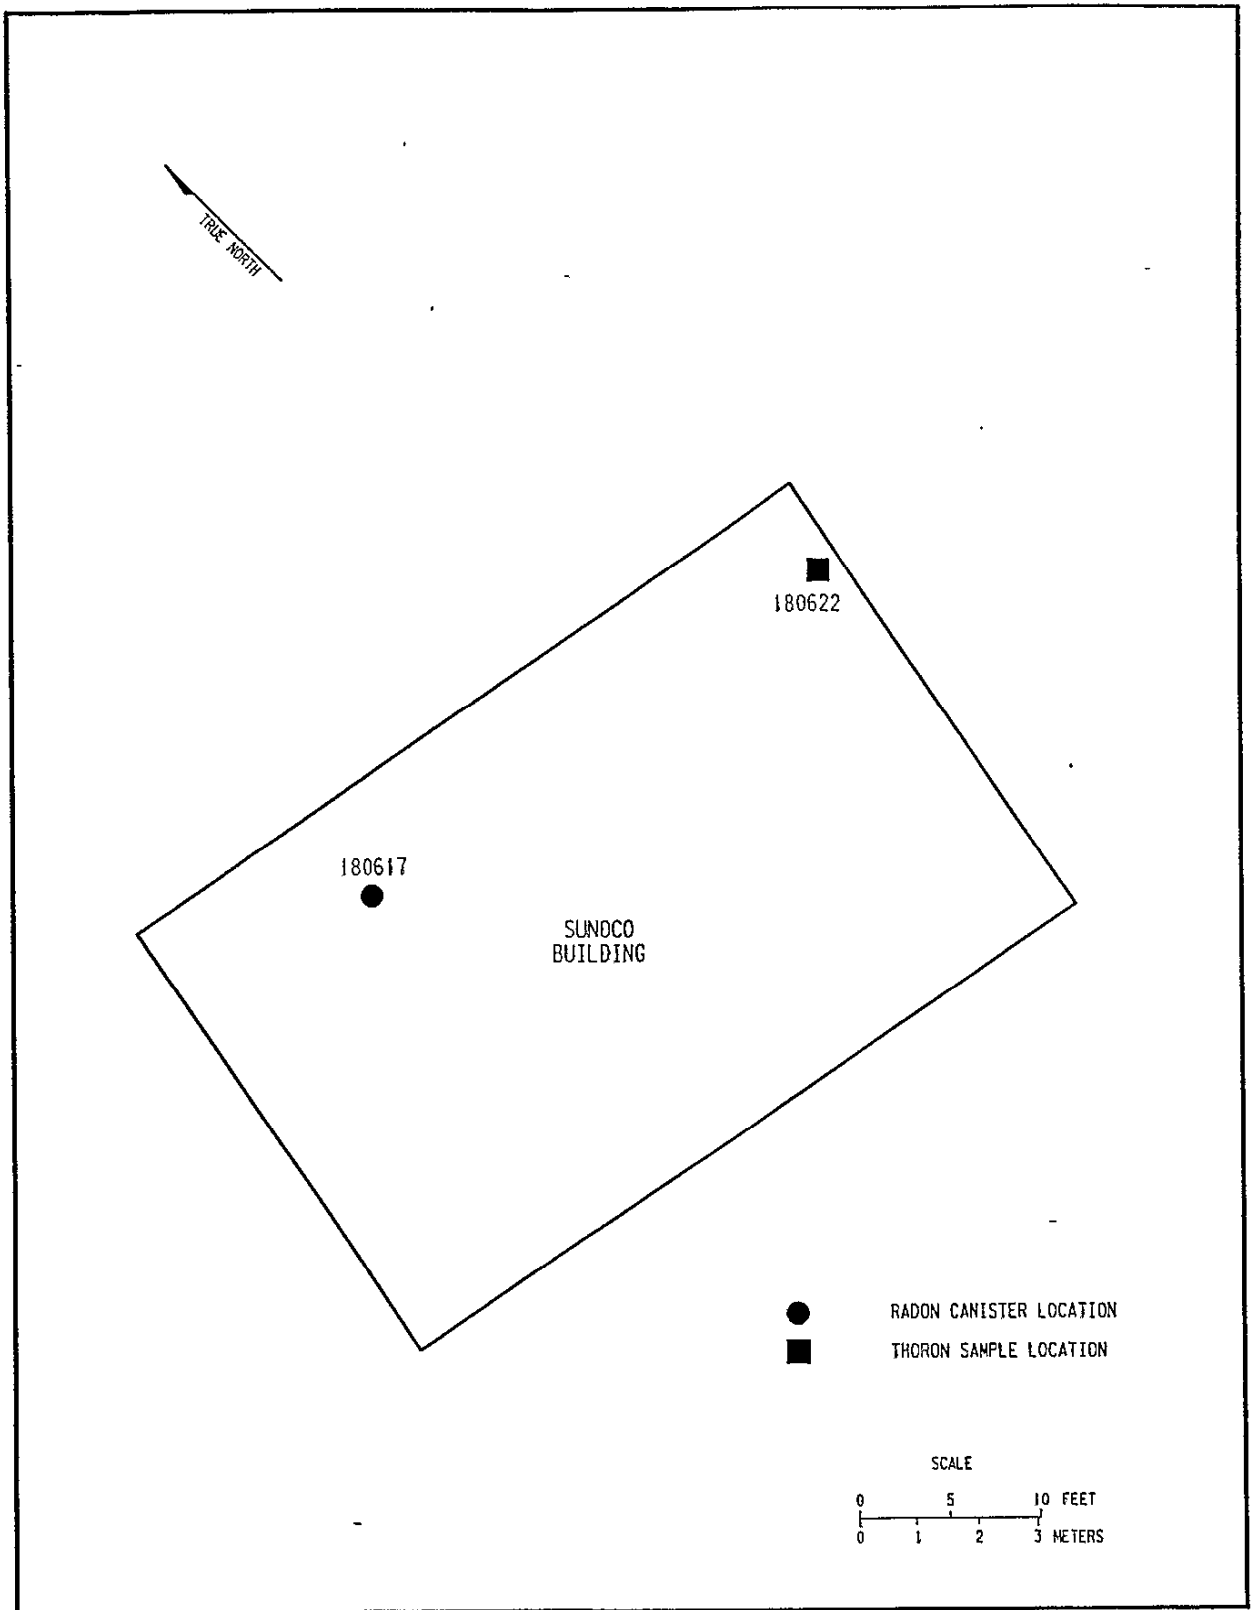 TRUE NORTH
180622
180617
SUNOCO
BUILDING
RADON CANISTER LOCATION
THORON SAMPLE LOCATION
SCALE
0 5 10 FEET
0 1 2 3 METERS